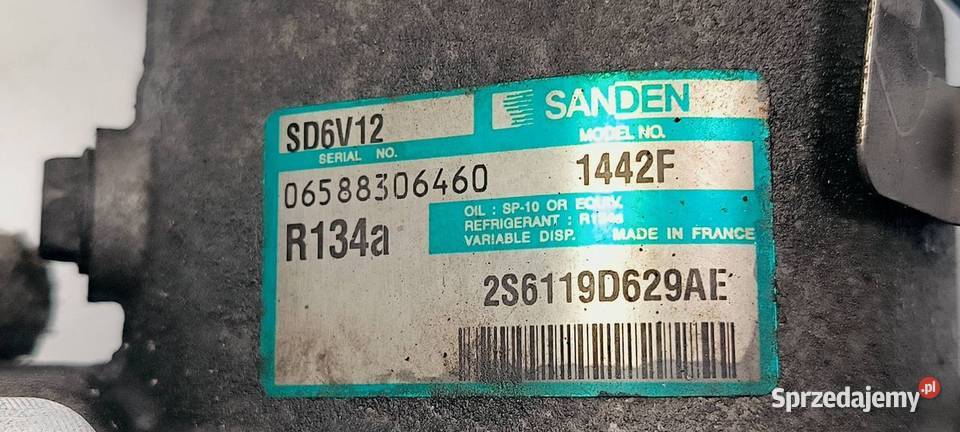 SANDEN
SD6V12
MODEL NO.
SERIAL NO.
1442F
06588306460
OIL : SP-10 OR EQUIV.
REFRIGERANT : R134a
R134a
VARIABLE DISP. MADE IN FRANCE
2S6119D629AE
Sprzedajemy.pl